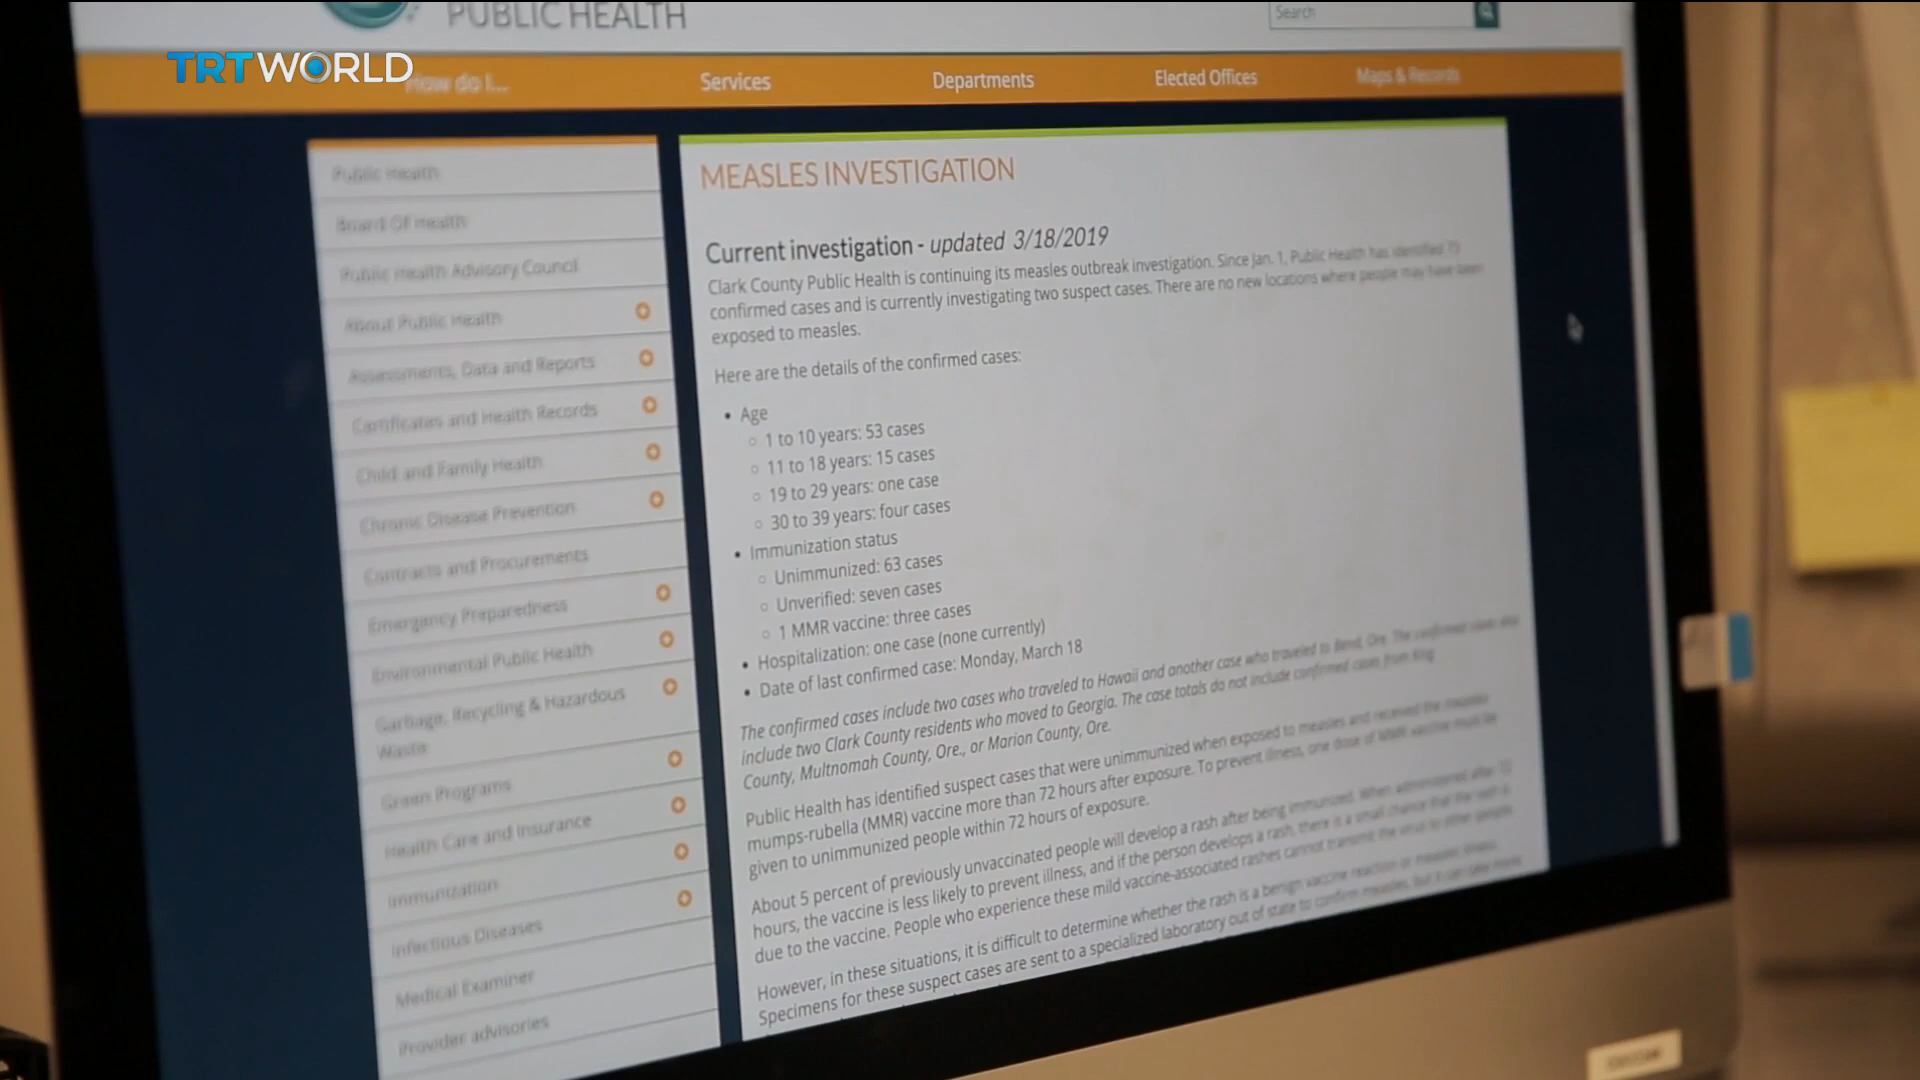 PUBLIC HEALTH
Search
TRT WORLD
How do I...
Services
Departments
Elected Offices
Maps & Records
Public Health
Board Of Health
Public Health Advisory Council
About Public Health
Assessments, Data and Reports
Certificates and Health Records
Child and Family Health
Chronic Disease Prevention
Contracts and Procurements
Emergency Preparedness
Environmental Public Health
Garbage, Recycling & Hazardous
Waste
Green Programs
Health Care and Insurance
Immunization
Infectious Diseases
Medical Examiner
Provider advisories
MEASLES INVESTIGATION
Current investigation - updated 3/18/2019
Clark County Public Health is continuing its measles outbreak investigation. Since Jan. 1, Public Health has identified
confirmed cases and is currently investigating two suspect cases. There are no new locations where people may have been
exposed to measles.
Here are the details of the confirmed cases:
• Age
○ 1 to 10 years: 53 cases
○ 11 to 18 years: 15 cases
○ 19 to 29 years: one case
○ 30 to 39 years: four cases
• Immunization status
○ Unimmunized: 63 cases
○ Unverified: seven cases
○ 1 MMR vaccine: three cases
• Hospitalization: one case (none currently)
• Date of last confirmed case: Monday, March 18
The confirmed cases include two cases who traveled to Hawaii and another case who traveled to Bend, Ore. The confirmed cases also
include two Clark County residents who moved to Georgia. The case totals do not include confirmed cases from King
County, Multnomah County, Ore., or Marion County, Ore.
Public Health has identified suspect cases that were unimmunized when exposed to measles and received the measles
mumps-rubella (MMR) vaccine more than 72 hours after exposure. To prevent illness, one dose of MMR vaccine must be
given to unimmunized people within 72 hours of exposure.
About 5 percent of previously unvaccinated people will develop a rash after being immunized. When administered after 72
hours, the vaccine is less likely to prevent illness, and if the person develops a rash, there is a small chance that the rash is
due to the vaccine. People who experience these mild vaccine-associated rashes cannot transmit the virus to other people.
However, in these situations, it is difficult to determine whether the rash is a benign vaccine reaction or measles illness.
Specimens for these suspect cases are sent to a specialized laboratory out of state to confirm measles, but it can take more